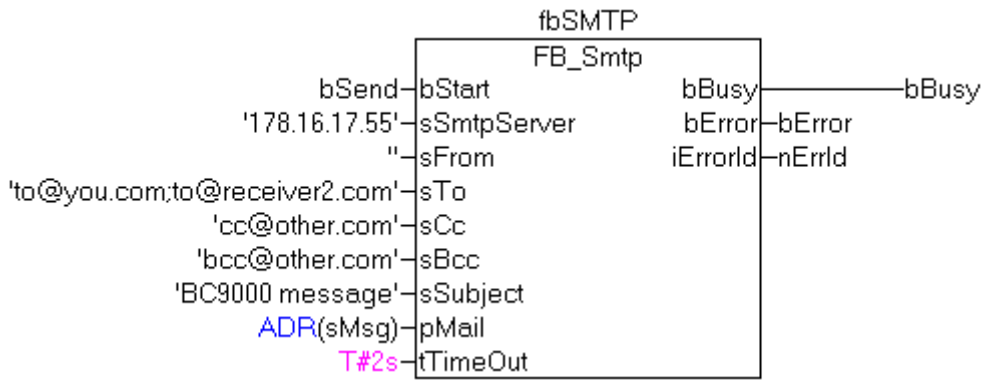 fbSMTP
FB_Smtp
bSend bStart bBusy bBusy
'178.16.17.55' sSmtpServer bError bError
'' sFrom iErrorId nErrId
'to@you.com;to@receiver2.com' sTo
'cc@other.com' sCc
'bcc@other.com' sBcc
'BC9000 message' sSubject
ADR(sMsg) pMail
T#2s tTimeOut